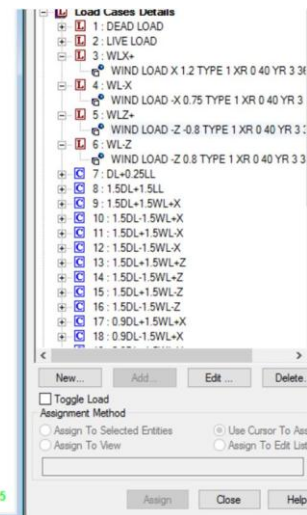 Load Cases Details
L 1 : DEAD LOAD
L 2 : LIVE LOAD
L 3 : WLX+
WIND LOAD X 1.2 TYPE 1 XR 0 40 YR 3 36
L 4 : WL-X
WIND LOAD -X 0.75 TYPE 1 XR 0 40 YR 3
L 5 : WLZ+
WIND LOAD -Z -0.8 TYPE 1 XR 0 40 YR 3
L 6 : WL-Z
WIND LOAD -Z 0.8 TYPE 1 XR 0 40 YR 3 3
C 7 : DL+0.25LL
C 8 : 1.5DL+1.5LL
C 9 : 1.5DL+1.5WL+X
C 10 : 1.5DL-1.5WL+X
C 11 : 1.5DL+1.5WL-X
C 12 : 1.5DL-1.5WL-X
C 13 : 1.5DL+1.5WL+Z
C 14 : 1.5DL-1.5WL+Z
C 15 : 1.5DL+1.5WL-Z
C 16 : 1.5DL-1.5WL-Z
C 17 : 0.9DL+1.5WL+X
C 18 : 0.9DL-1.5WL+X
New... Add... Edit ... Delete.
Toggle Load
Assignment Method
Assign To Selected Entities Use Cursor To Ass
Assign To View Assign To Edit List
Assign Close Help
5